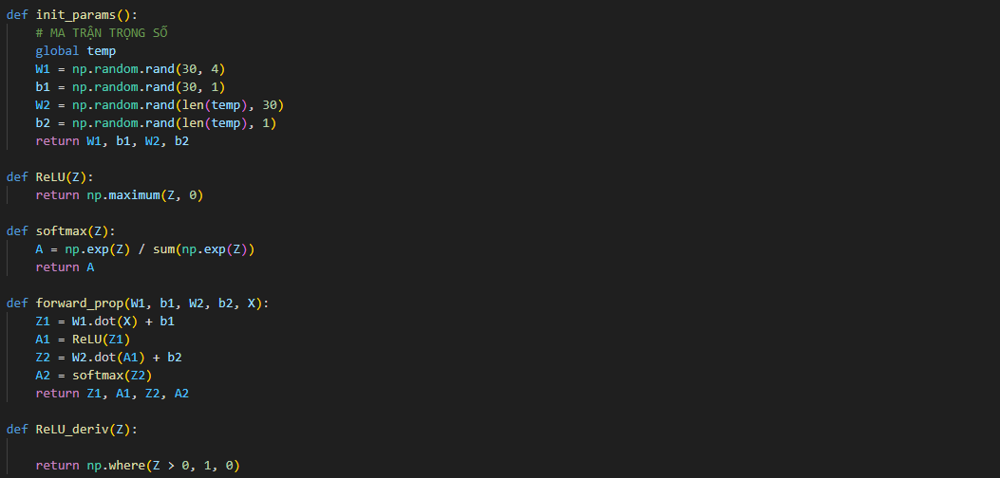 def init_params():
    # MA TRẬN TRỌNG SỐ
    global temp
    W1 = np.random.rand(30, 4)
    b1 = np.random.rand(30, 1)
    W2 = np.random.rand(len(temp), 30)
    b2 = np.random.rand(len(temp), 1)
    return W1, b1, W2, b2
def ReLU(Z):
    return np.maximum(Z, 0)
def softmax(Z):
    A = np.exp(Z) / sum(np.exp(Z))
    return A
def forward_prop(W1, b1, W2, b2, X):
    Z1 = W1.dot(X) + b1
    A1 = ReLU(Z1)
    Z2 = W2.dot(A1) + b2
    A2 = softmax(Z2)
    return Z1, A1, Z2, A2
def ReLU_deriv(Z):
    return np.where(Z > 0, 1, 0)